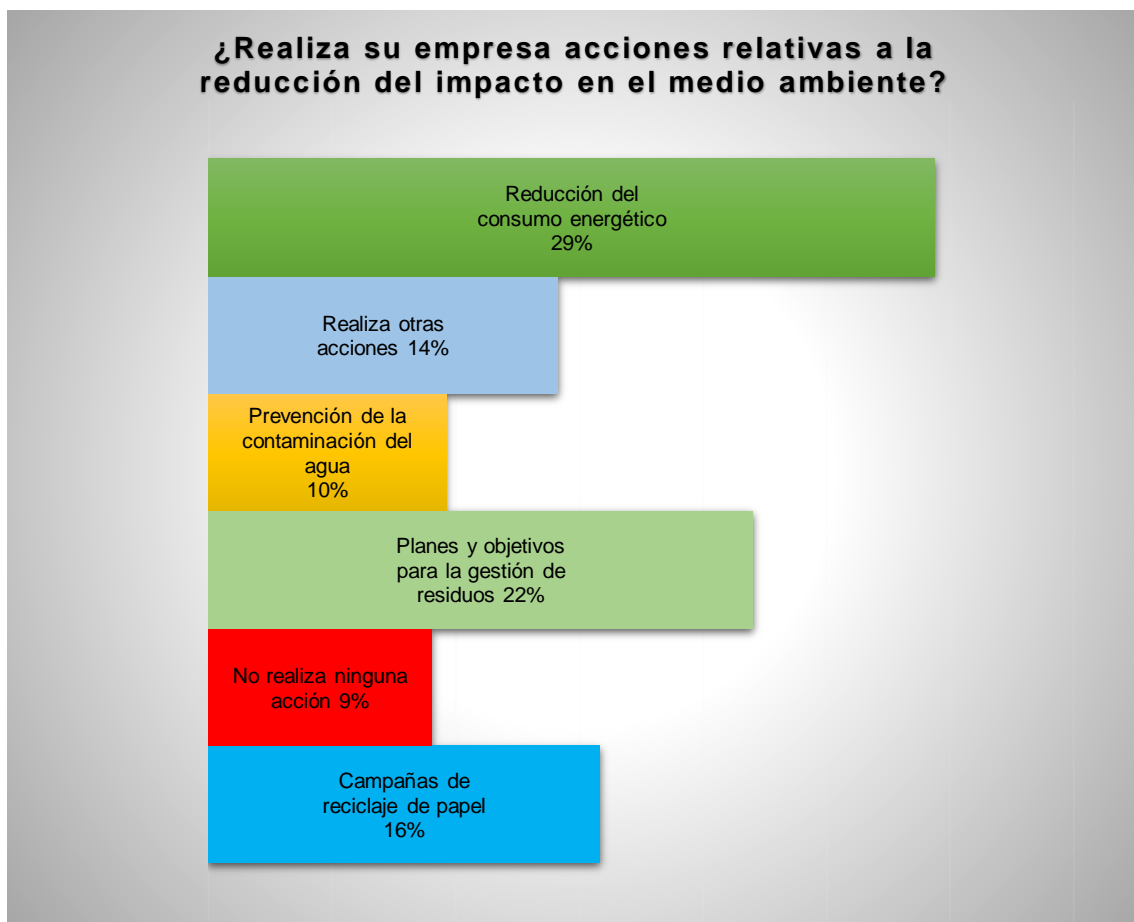 ¿Realiza su empresa acciones relativas a la
reducción del impacto en el medio ambiente?
Reducción del
consumo energético
29%
Realiza otras
acciones 14%
Prevención de la
contaminación del
agua
10%
Planes y objetivos
para la gestión de
residuos 22%
No realiza ninguna
acción 9%
Campañas de
reciclaje de papel
16%